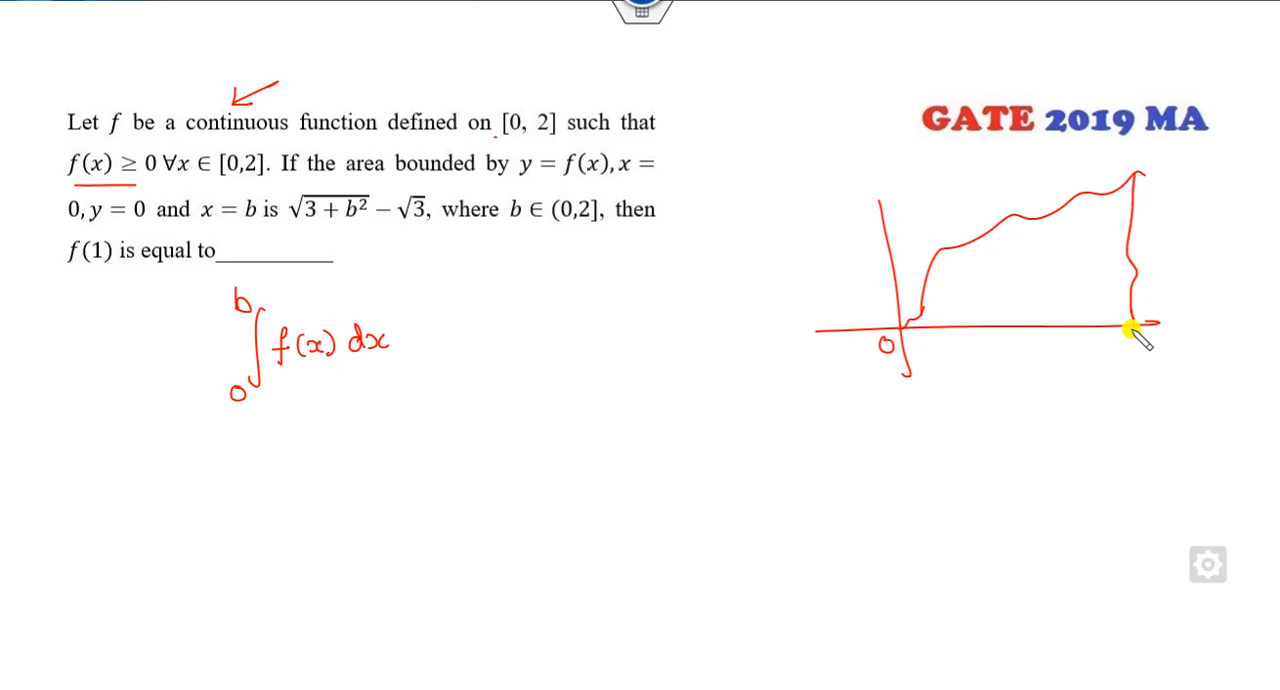 Let f be a continuous function defined on [0, 2] such that
GATE 2019 MA
f(x) ≥ 0 ∀x ∈ [0,2]. If the area bounded by y = f(x), x =
0, y = 0 and x = b is √(3 + b²) − √3, where b ∈ (0,2], then
f(1) is equal to__________
b
∫ f(x) dx
0
0